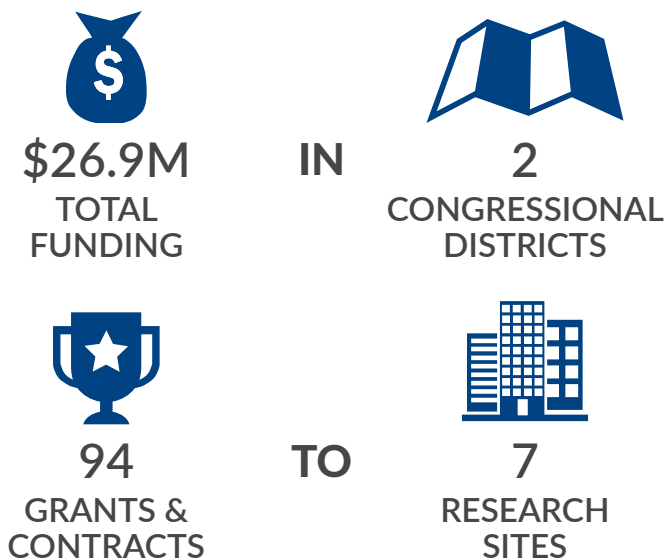 $
$26.9M IN 2
TOTAL CONGRESSIONAL
FUNDING DISTRICTS
94 TO 7
GRANTS & RESEARCH
CONTRACTS SITES